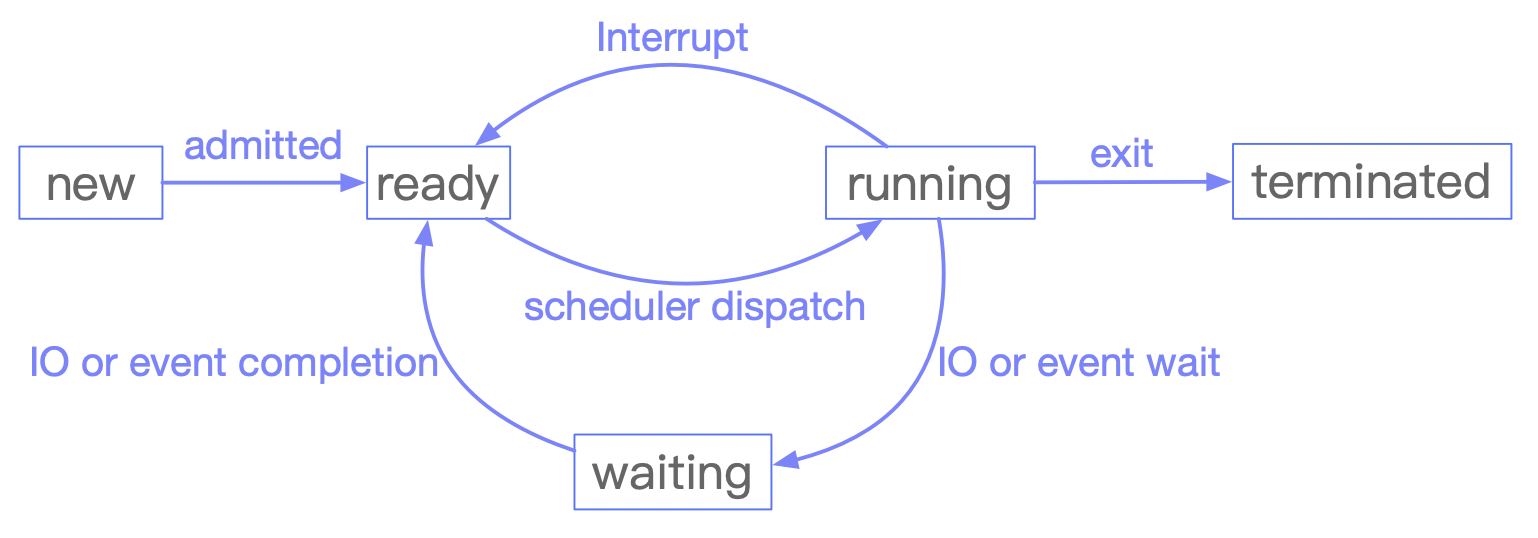 Interrupt
admitted
exit
new
ready
running
terminated
scheduler dispatch
IO or event completion
IO or event wait
waiting